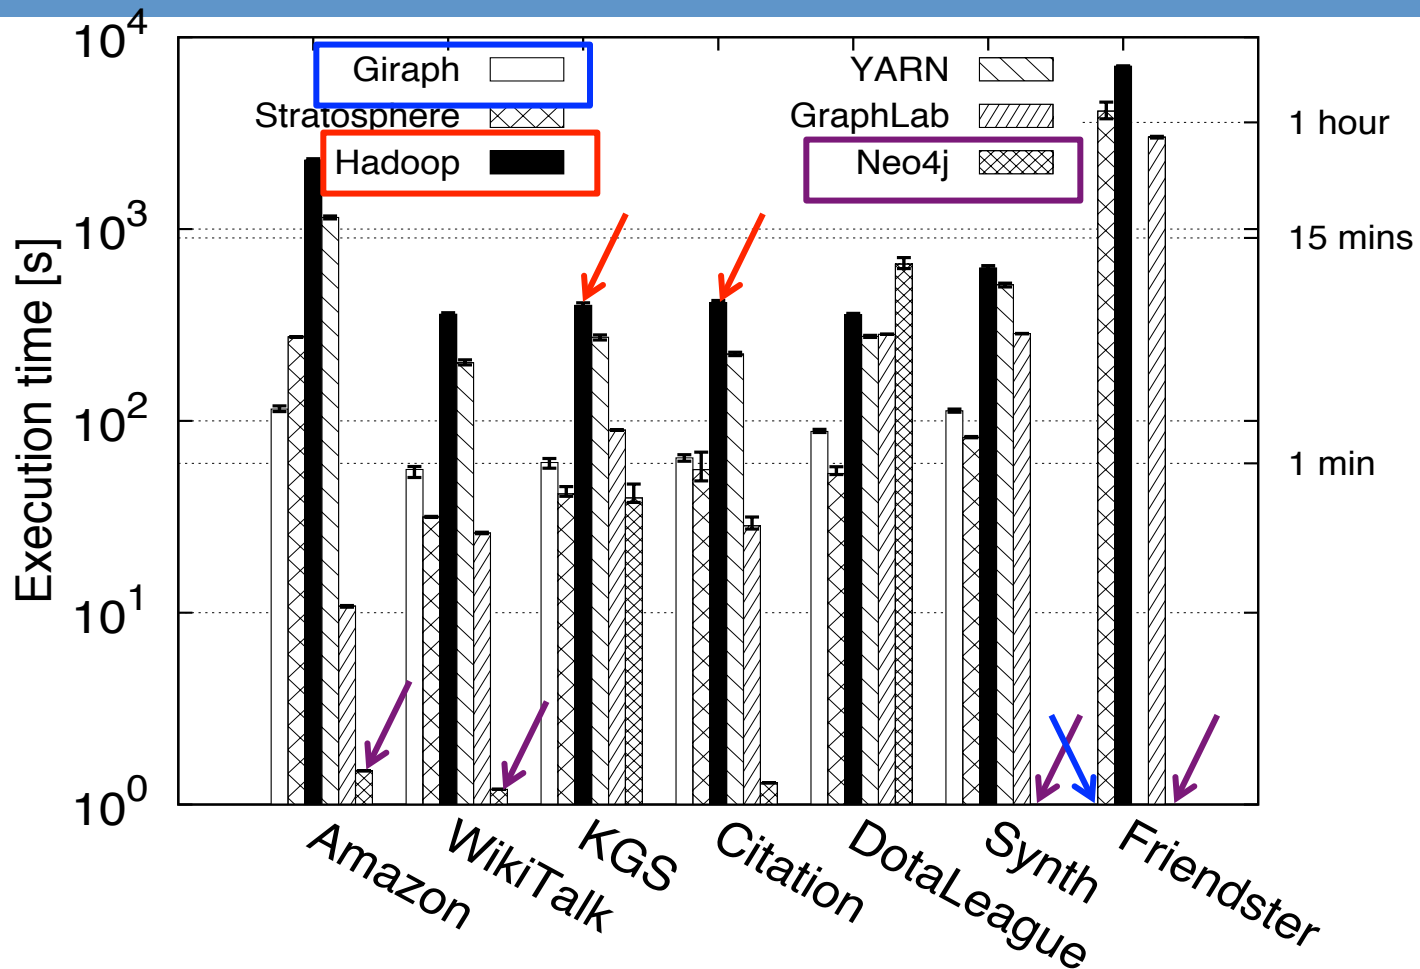 10^4
Giraph
YARN
Stratosphere
GraphLab
1 hour
Hadoop
Neo4j
10^3
15 mins
Execution time [s]
10^2
1 min
10^1
10^0
Amazon
WikiTalk
KGS
Citation
DotaLeague
Synth
Friendster